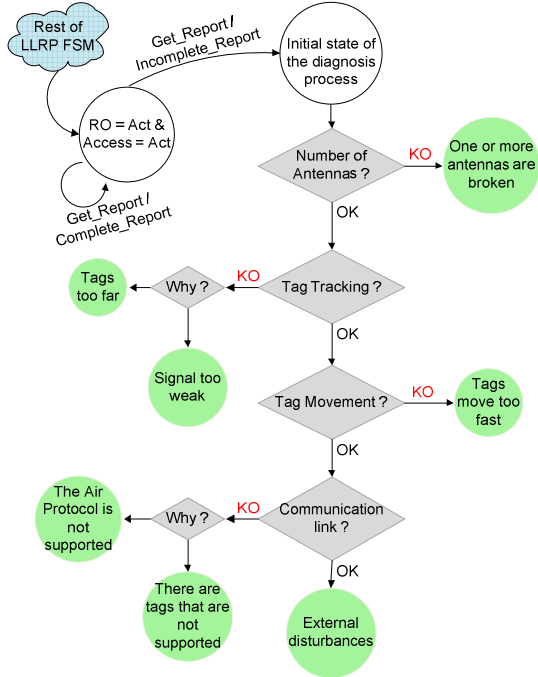 Rest of
LLRP FSM
Get_Report /
Incomplete_Report
Initial state of
the diagnosis
process
RO = Act &
Access = Act
Get_Report /
Complete_Report
Number of
Antennas ?
KO
One or more
antennas are
broken
OK
Tags
too far
Why ?
KO
Tag Tracking ?
OK
Signal too
weak
Tag Movement ?
KO
Tags
move too
fast
OK
The Air
Protocol is
not
supported
Why ?
KO
Communication
link ?
OK
There are
tags that are
not
supported
External
disturbances